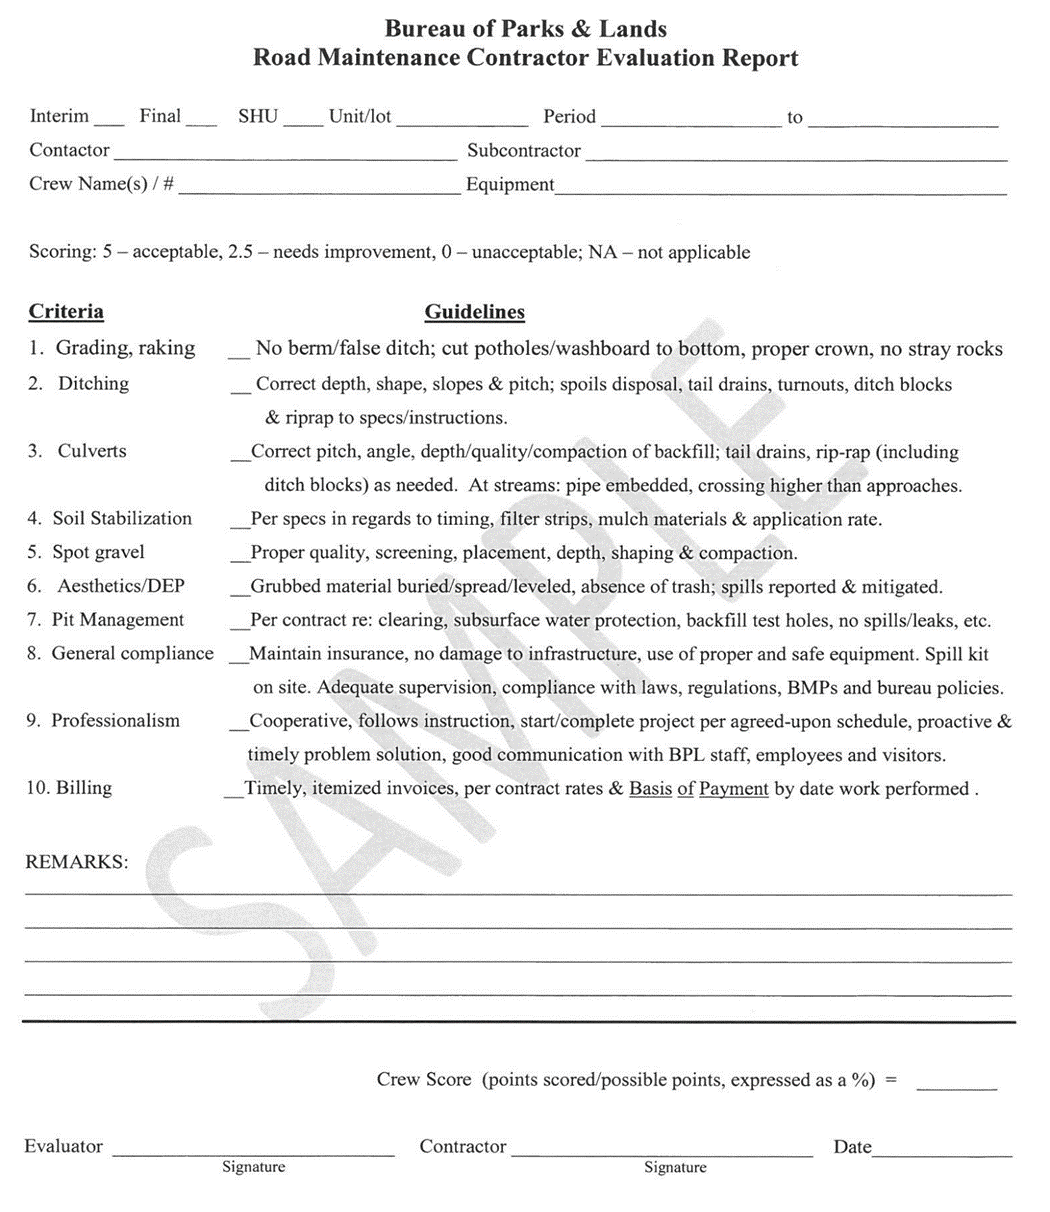 Bureau of Parks & Lands
Road Maintenance Contractor Evaluation Report
Interim ___ Final ___ SHU ____ Unit/lot _____________ Period __________________ to ___________________
Contactor __________________________________ Subcontractor __________________________________________
Crew Name(s) / # ____________________________ Equipment_____________________________________________
Scoring: 5 – acceptable, 2.5 – needs improvement, 0 – unacceptable; NA – not applicable
Criteria Guidelines
1. Grading, raking __ No berm/false ditch; cut potholes/washboard to bottom, proper crown, no stray rocks
2. Ditching __ Correct depth, shape, slopes & pitch; spoils disposal, tail drains, turnouts, ditch blocks
& riprap to specs/instructions.
3. Culverts __Correct pitch, angle, depth/quality/compaction of backfill; tail drains, rip-rap (including
ditch blocks) as needed. At streams: pipe embedded, crossing higher than approaches.
4. Soil Stabilization __Per specs in regards to timing, filter strips, mulch materials & application rate.
5. Spot gravel __Proper quality, screening, placement, depth, shaping & compaction.
6. Aesthetics/DEP __Grubbed material buried/spread/leveled, absence of trash; spills reported & mitigated.
7. Pit Management __Per contract re: clearing, subsurface water protection, backfill test holes, no spills/leaks, etc.
8. General compliance __Maintain insurance, no damage to infrastructure, use of proper and safe equipment. Spill kit
on site. Adequate supervision, compliance with laws, regulations, BMPs and bureau policies.
9. Professionalism __Cooperative, follows instruction, start/complete project per agreed-upon schedule, proactive &
timely problem solution, good communication with BPL staff, employees and visitors.
10. Billing __Timely, itemized invoices, per contract rates & Basis of Payment by date work performed .
SAMPLE
REMARKS:
Crew Score (points scored/possible points, expressed as a %) = ________
Evaluator ____________________________ Contractor ______________________________ Date______________
Signature Signature